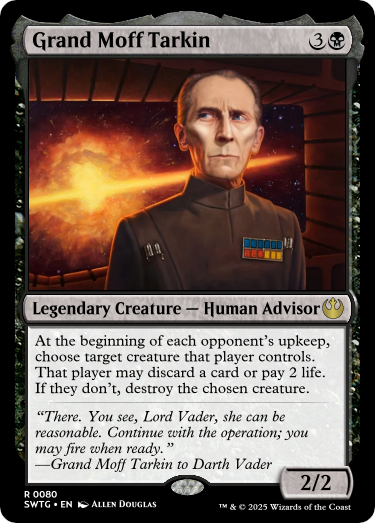 Grand Moff Tarkin 3
Legendary Creature — Human Advisor
At the beginning of each opponent's upkeep,
choose target creature that player controls.
That player may discard a card or pay 2 life.
If they don't, destroy the chosen creature.
“There. You see, Lord Vader, she can be
reasonable. Continue with the operation; you
may fire when ready.”
—Grand Moff Tarkin to Darth Vader
2/2
R 0080
SWTG • EN Allen Douglas
™ & © 2025 Wizards of the Coast